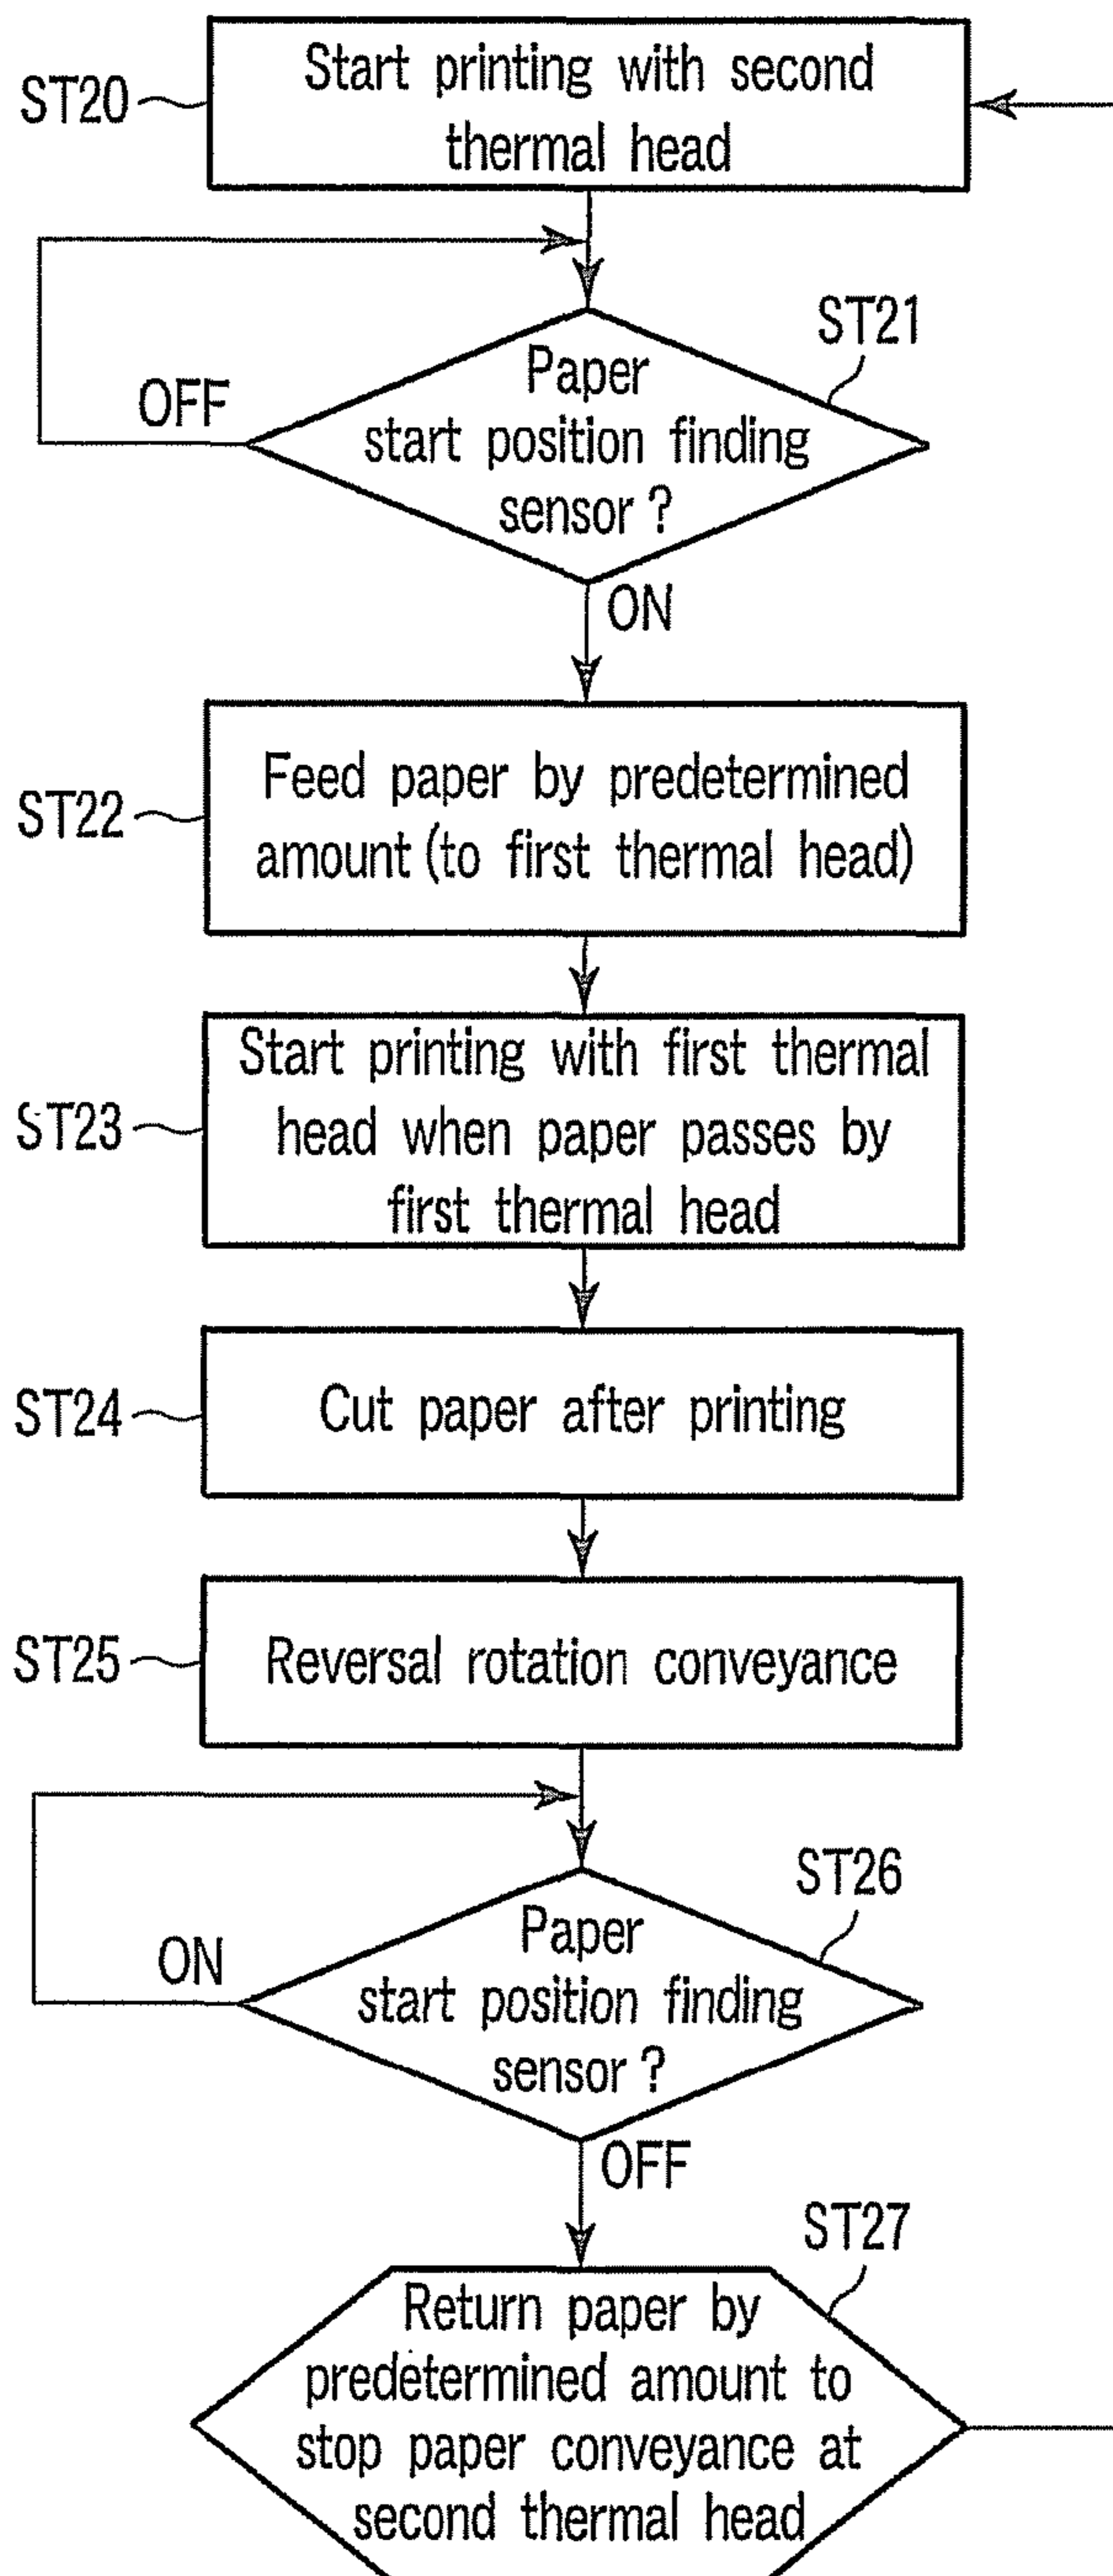 ST20
Start printing with second
thermal head
ST21
Paper
start position finding
sensor ?
OFF
ON
ST22
Feed paper by predetermined
amount (to first thermal head)
ST23
Start printing with first thermal
head when paper passes by
first thermal head
ST24
Cut paper after printing
ST25
Reversal rotation conveyance
ST26
Paper
start position finding
sensor ?
ON
OFF
ST27
Return paper by
predetermined amount to
stop paper conveyance at
second thermal head